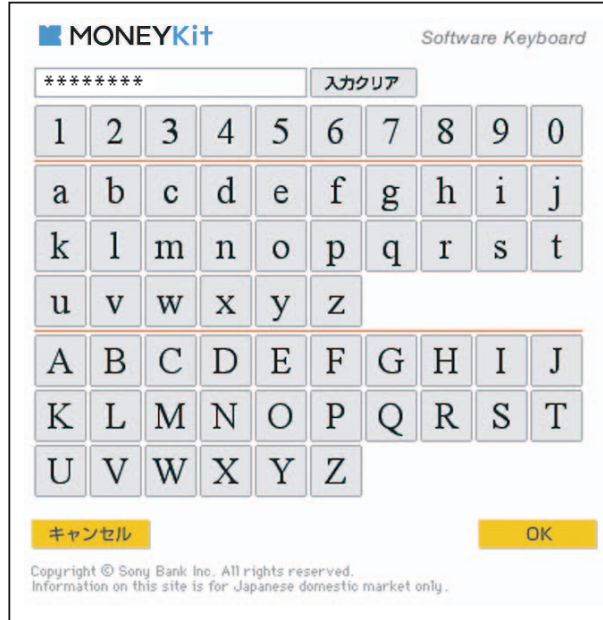 MONEYKit Software Keyboard
******** 入力クリア
1 2 3 4 5 6 7 8 9 0
a b c d e f g h i j
k l m n o p q r s t
u v w x y z
A B C D E F G H I J
K L M N O P Q R S T
U V W X Y Z
キャンセル OK
Copyright © Sony Bank Inc. All rights reserved.
Information on this site is for Japanese domestic market only.